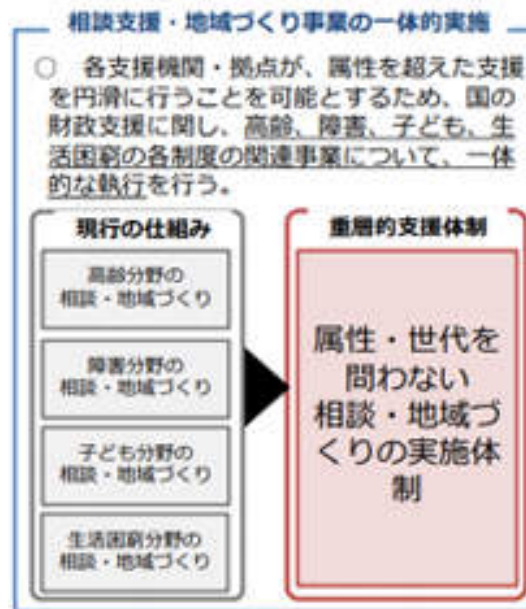 相談支援・地域づくり事業の一体的実施
○ 各支援機関・拠点が、属性を超えた支援
を円滑に行うことを可能とするため、国の
財政支援に関し、高齢、障害、子ども、生
活困窮の各制度の関連事業について、一体
的な執行を行う。
現行の仕組み
高齢分野の
相談・地域づくり
障害分野の
相談・地域づくり
子ども分野の
相談・地域づくり
生活困窮分野の
相談・地域づくり
重層的支援体制
属性・世代を
問わない
相談・地域づ
くりの実施体
制